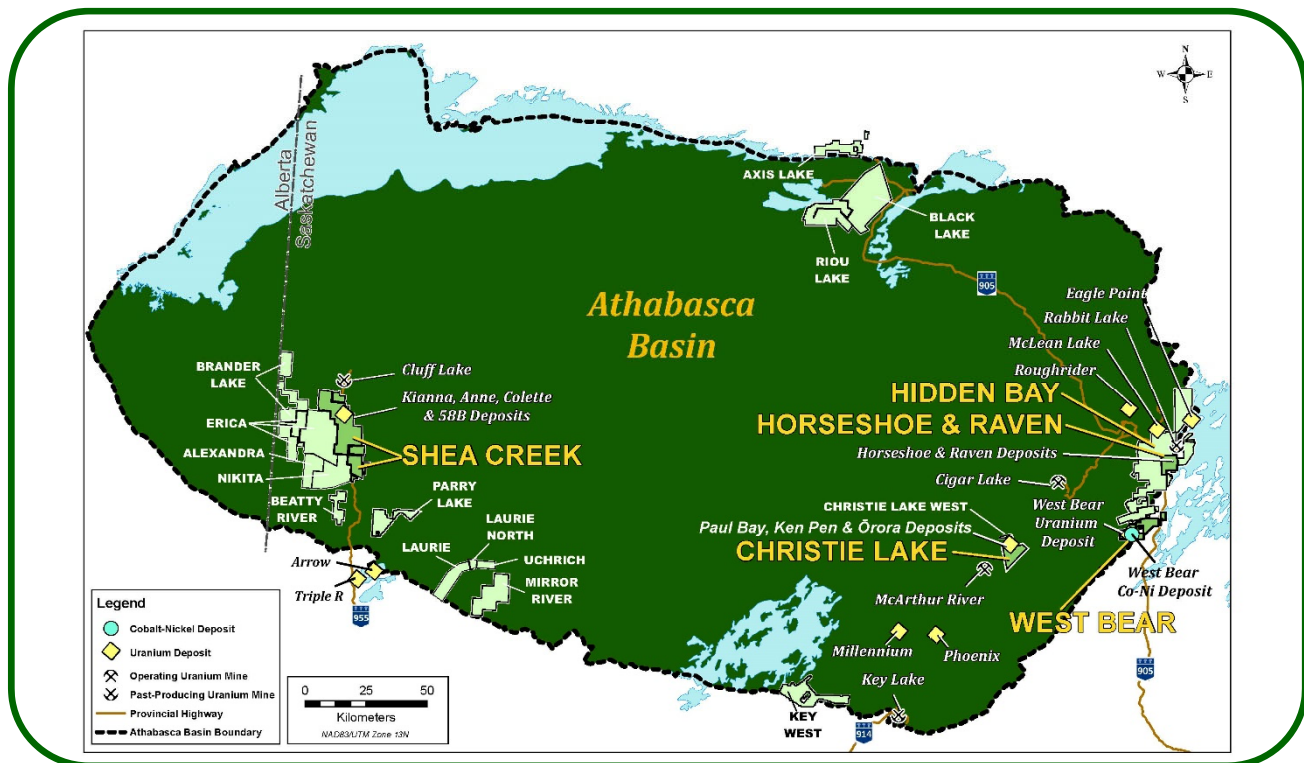 N
W
E
S
Alberta
Saskatchewan
AXIS LAKE
BLACK
LAKE
RIOU
LAKE
905
Athabasca
Basin
Eagle Point
Rabbit Lake
McLean Lake
Roughrider
HIDDEN BAY
HORSESHOE & RAVEN
Horseshoe & Raven Deposits
Cigar Lake
BRANDER
LAKE
Cluff Lake
Kianna, Anne, Colette
& 58B Deposits
ERICA
SHEA CREEK
ALEXANDRA
NIKITA
BEATTY
RIVER
PARRY
LAKE
LAURIE
NORTH
LAURIE
UCHRICH
MIRROR
RIVER
Arrow
Triple R
955
CHRISTIE LAKE WEST
Paul Bay, Ken Pen & Ōrora Deposits
CHRISTIE LAKE
McArthur River
West Bear
Uranium
Deposit
West Bear
Co-Ni Deposit
WEST BEAR
Millennium
Phoenix
Key Lake
KEY
WEST
914
905
Legend
Cobalt-Nickel Deposit
Uranium Deposit
Operating Uranium Mine
Past-Producing Uranium Mine
Provincial Highway
Athabasca Basin Boundary
0 25 50
Kilometers
NAD83/UTM Zone 13N